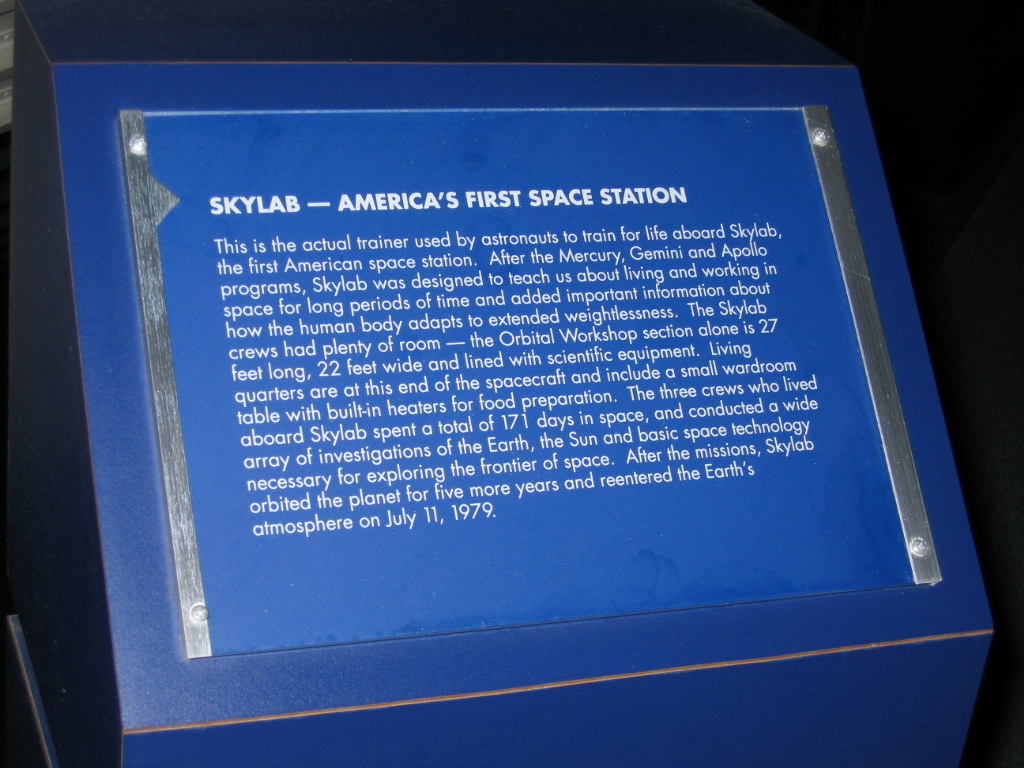 SKYLAB — AMERICA'S FIRST SPACE STATION
This is the actual trainer used by astronauts to train for life aboard Skylab,
the first American space station. After the Mercury, Gemini and Apollo
programs, Skylab was designed to teach us about living and working in
space for long periods of time and added important information about
how the human body adapts to extended weightlessness. The Skylab
crews had plenty of room — the Orbital Workshop section alone is 27
feet long, 22 feet wide and lined with scientific equipment. Living
quarters are at this end of the spacecraft and include a small wardroom
table with built-in heaters for food preparation. The three crews who lived
aboard Skylab spent a total of 171 days in space, and conducted a wide
array of investigations of the Earth, the Sun and basic space technology
necessary for exploring the frontier of space. After the missions, Skylab
orbited the planet for five more years and reentered the Earth's
atmosphere on July 11, 1979.